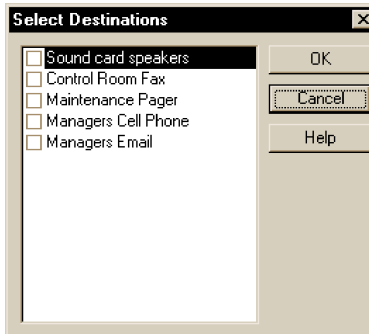 Select Destinations
Sound card speakers
Control Room Fax
Maintenance Pager
Managers Cell Phone
Managers Email
OK
Cancel
Help